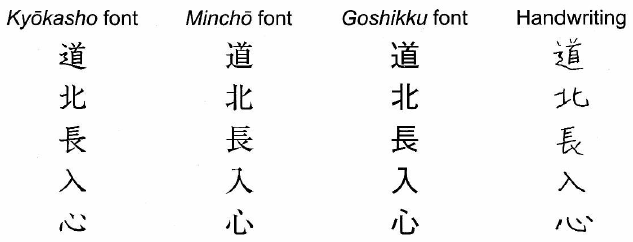 Kyōkasho font Minchō font Goshikku font Handwriting
道 道 道 道
北 北 北 北
長 長 長 長
入 入 入 入
心 心 心 心